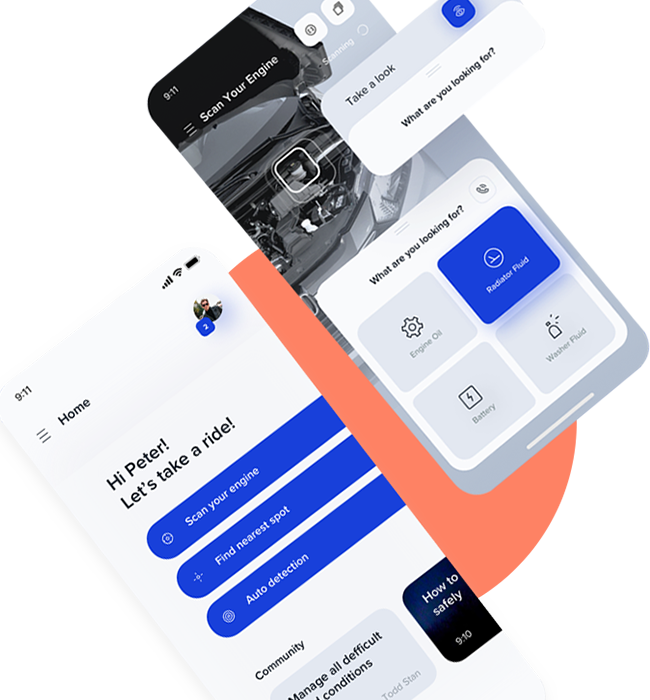 9:11
Scan Your Engine
Scanning
Take a look
What are you looking for?
What are you looking for?
Radiator Fluid
Engine Oil
Washer Fluid
Battery
9:11
2
Home
Hi Peter!
Let's take a ride!
Scan your engine
Find nearest spot
Auto detection
Community
Manage all defficult
d conditions
Todd Stan
How to
safely
9:10